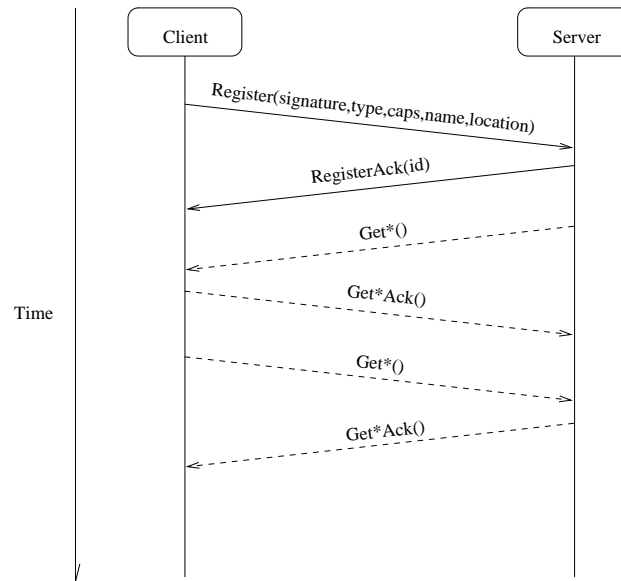 Client
Server
Register(signature,type,caps,name,location)
RegisterAck(id)
Get*()
Get*Ack()
Time
Get*()
Get*Ack()